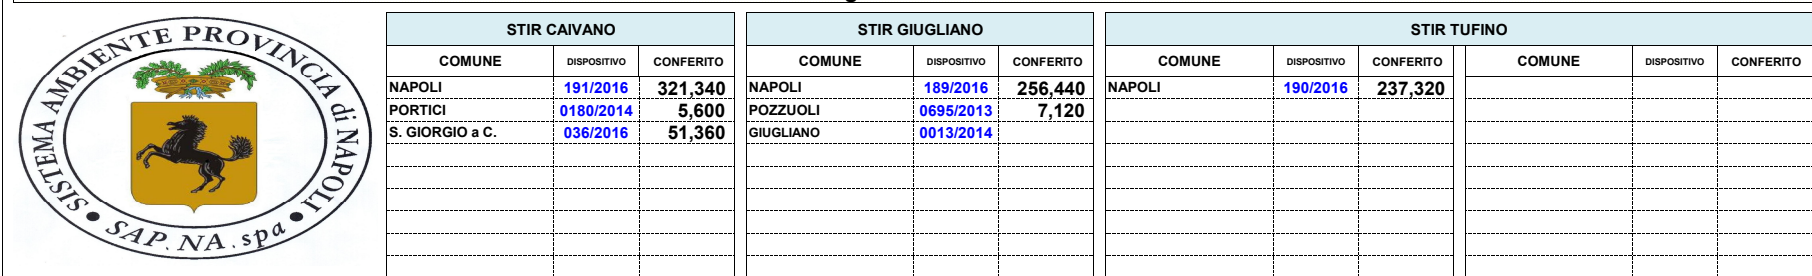 SISTEMA AMBIENTE PROVINCIA di NAPOLI
SAP.NA.spa
STIR CAIVANO
COMUNE DISPOSITIVO CONFERITO
NAPOLI 191/2016 321,340
PORTICI 0180/2014 5,600
S. GIORGIO a C. 036/2016 51,360
STIR GIUGLIANO
COMUNE DISPOSITIVO CONFERITO
NAPOLI 189/2016 256,440
POZZUOLI 0695/2013 7,120
GIUGLIANO 0013/2014
STIR TUFINO
COMUNE DISPOSITIVO CONFERITO COMUNE DISPOSITIVO CONFERITO
NAPOLI 190/2016 237,320